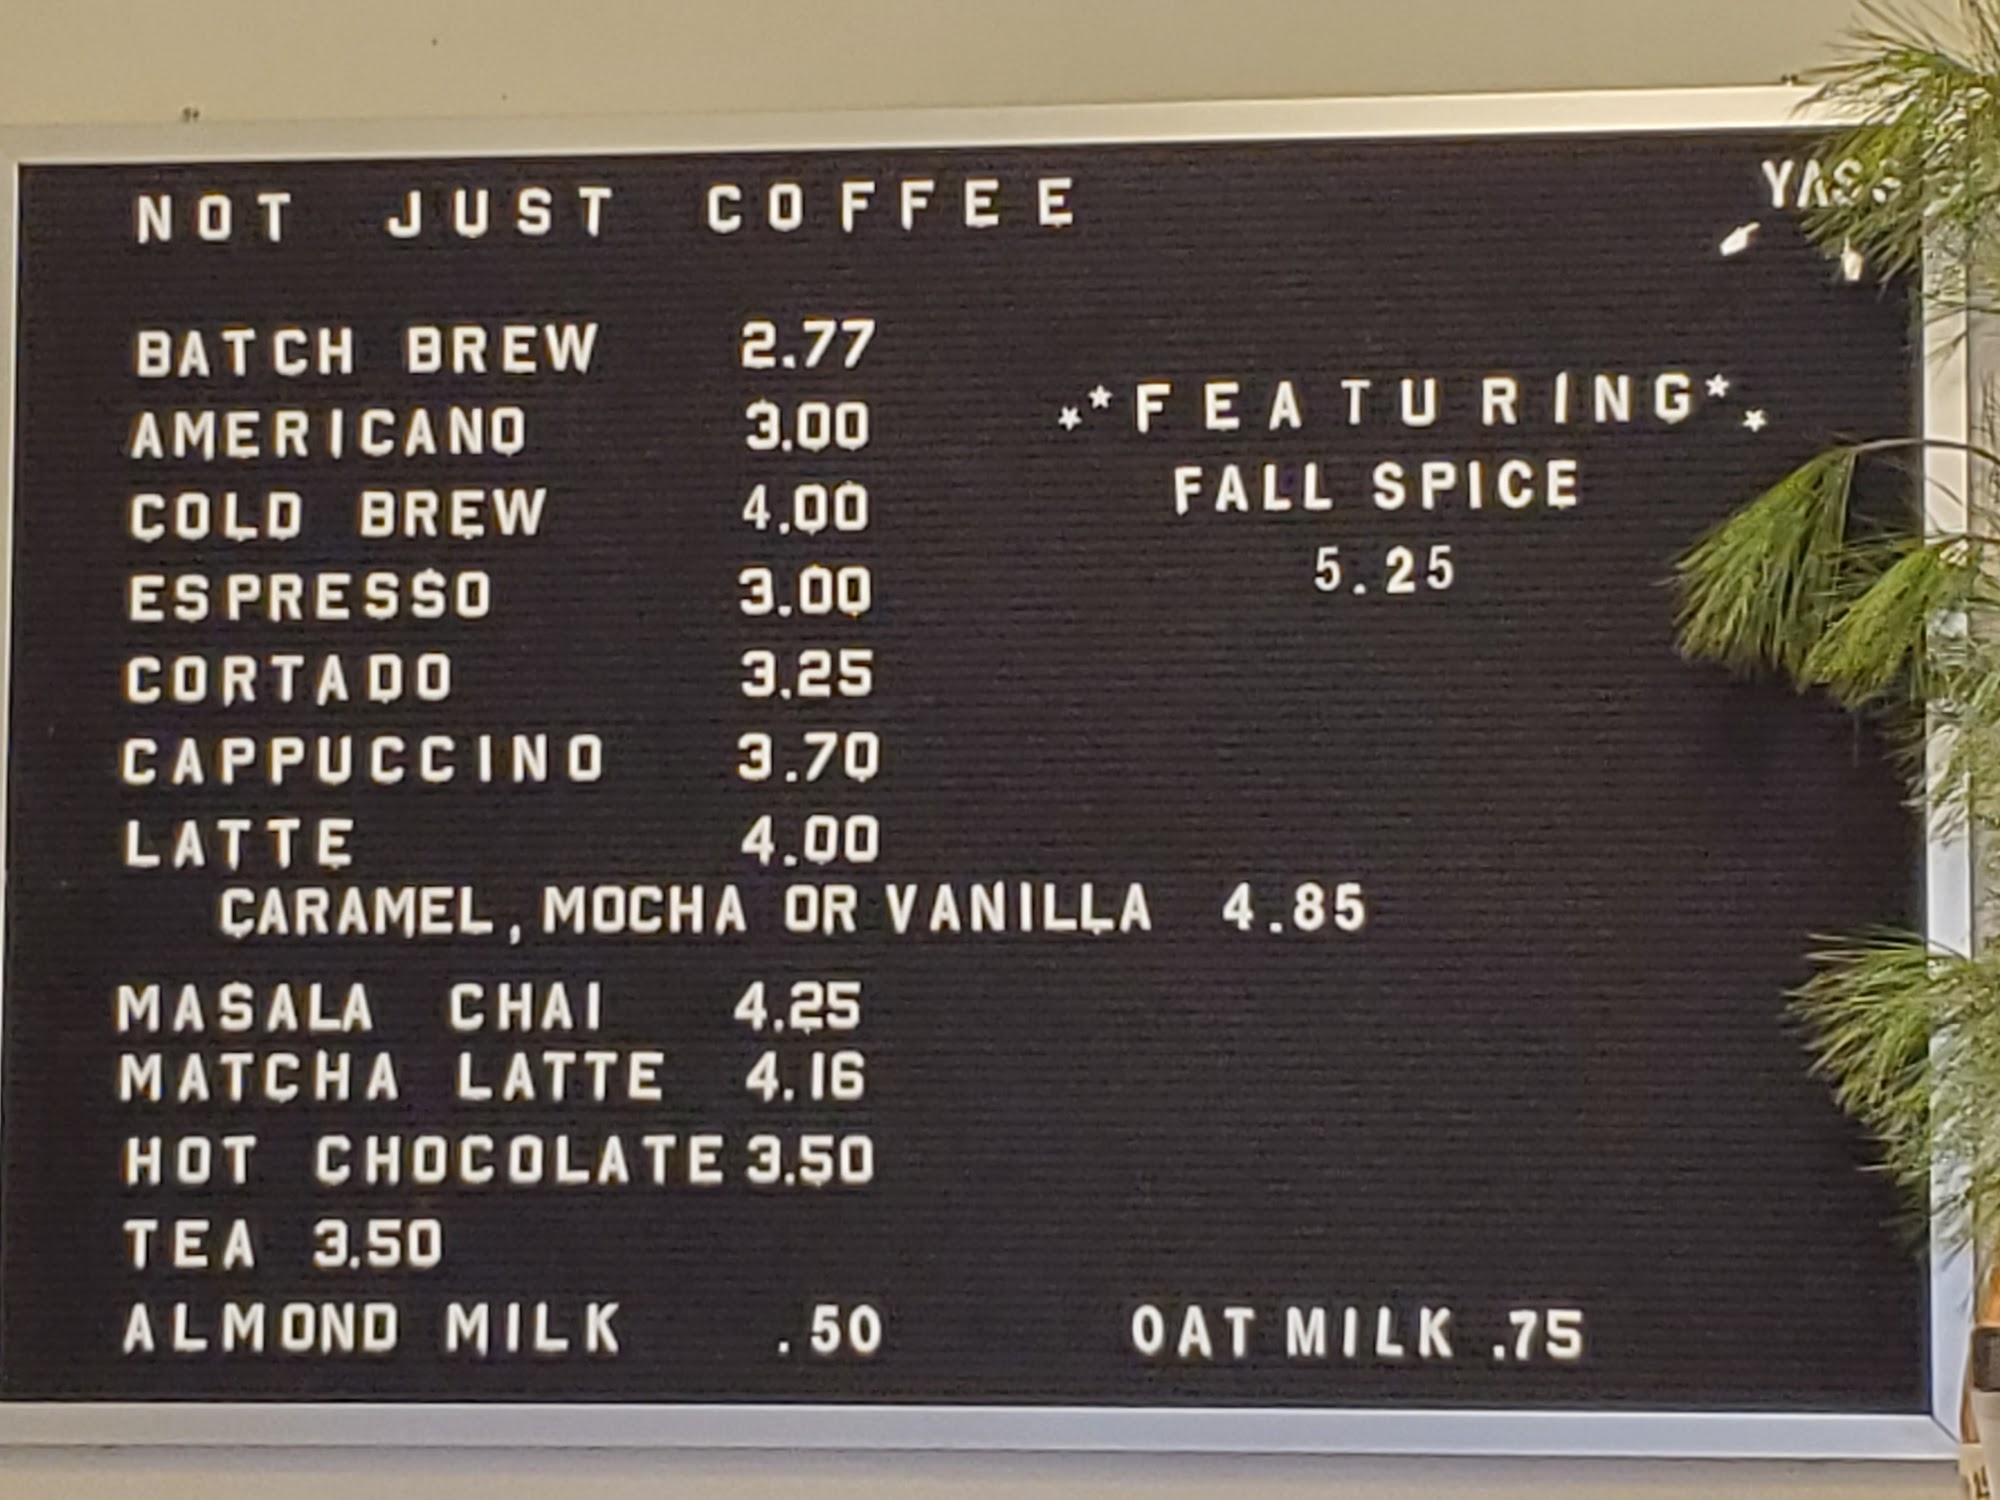 NOT JUST COFFEE
BATCH BREW 2.77
AMERICANO 3.00
COLD BREW 4.00
ESPRESSO 3.00
CORTADO 3.25
CAPPUCCINO 3.70
LATTE 4.00
CARAMEL, MOCHA OR VANILLA 4.85
MASALA CHAI 4.25
MATCHA LATTE 4.16
HOT CHOCOLATE 3.50
TEA 3.50
ALMOND MILK .50
OAT MILK .75
**FEATURING**
FALL SPICE
5.25